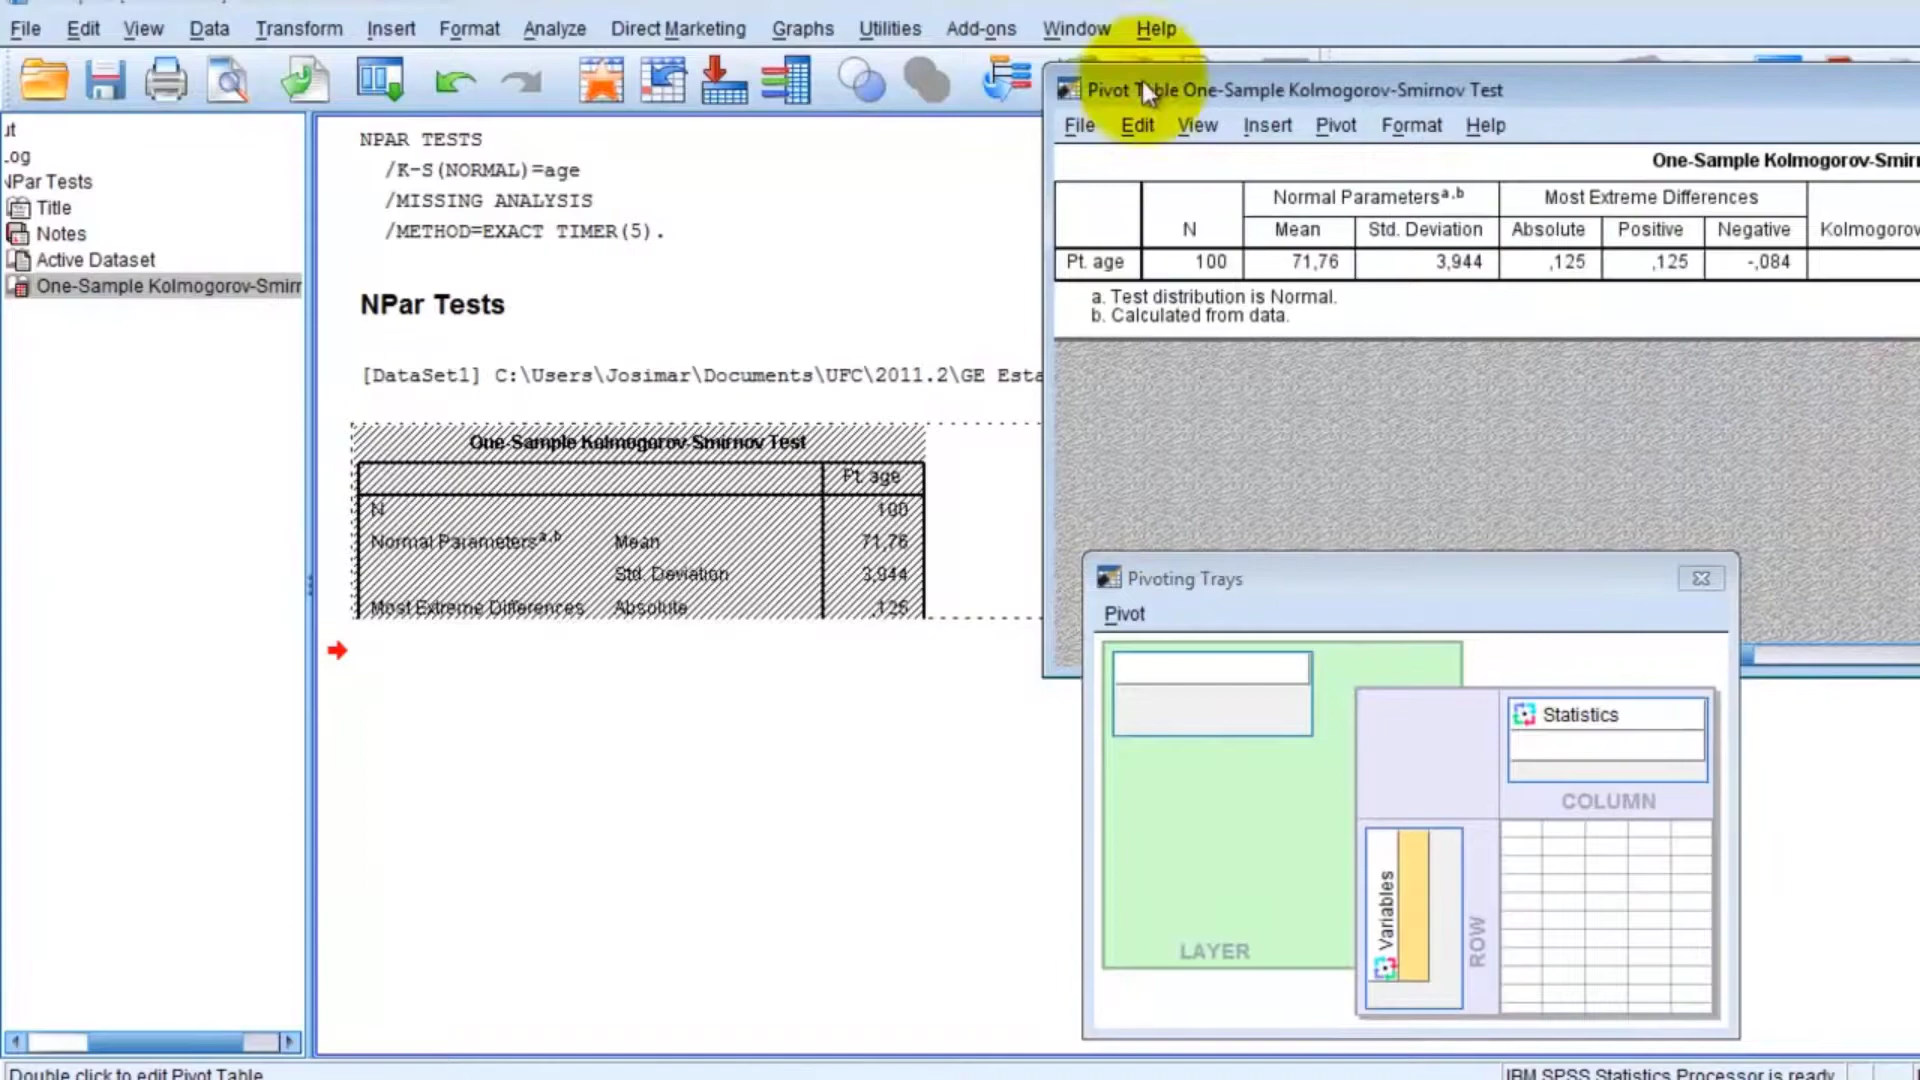 File Edit View Data Transform Insert Format Analyze Direct Marketing Graphs Utilities Add-ons Window Help
NPar Tests
Title
Notes
Active Dataset
One-Sample Kolmogorov-Smirr
NPAR TESTS
/K-S(NORMAL)=age
/MISSING ANALYSIS
/METHOD=EXACT TIMER(5).
NPar Tests
[DataSet1] C:\Users\Josimar\Documents\UFC\2011.2\GE Esta
One-Sample Kolmogorov-Smirnov Test
Pt. age
N 100
Normal Parametersa,b Mean 71,76
Std. Deviation 3,944
Most Extreme Differences Absolute ,125
Pivot Table One-Sample Kolmogorov-Smirnov Test
File Edit View Insert Pivot Format Help
One-Sample Kolmogorov-Smir
Normal Parametersa,b Most Extreme Differences
N Mean Std. Deviation Absolute Positive Negative Kolmogorov
Pt. age 100 71,76 3,944 ,125 ,125 -,084
a. Test distribution is Normal.
b. Calculated from data.
Pivoting Trays
Pivot
Statistics
COLUMN
Variables
ROW
LAYER
Double click to edit Pivot Table
IBM SPSS Statistics Processor is ready